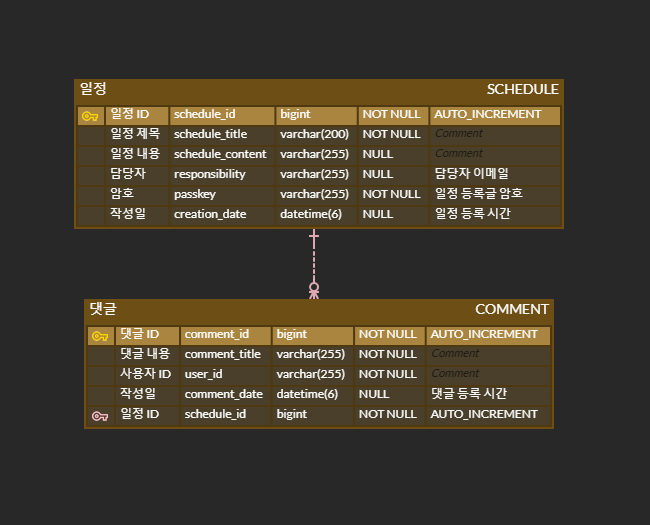 일정 SCHEDULE
일정 ID schedule_id bigint NOT NULL AUTO_INCREMENT
일정 제목 schedule_title varchar(200) NOT NULL Comment
일정 내용 schedule_content varchar(255) NULL Comment
담당자 responsibility varchar(255) NULL 담당자 이메일
암호 passkey varchar(255) NOT NULL 일정 등록글 암호
작성일 creation_date datetime(6) NULL 일정 등록 시간
댓글 COMMENT
댓글 ID comment_id bigint NOT NULL AUTO_INCREMENT
댓글 내용 comment_title varchar(255) NOT NULL Comment
사용자 ID user_id varchar(255) NOT NULL Comment
작성일 comment_date datetime(6) NULL 댓글 등록 시간
일정 ID schedule_id bigint NOT NULL AUTO_INCREMENT